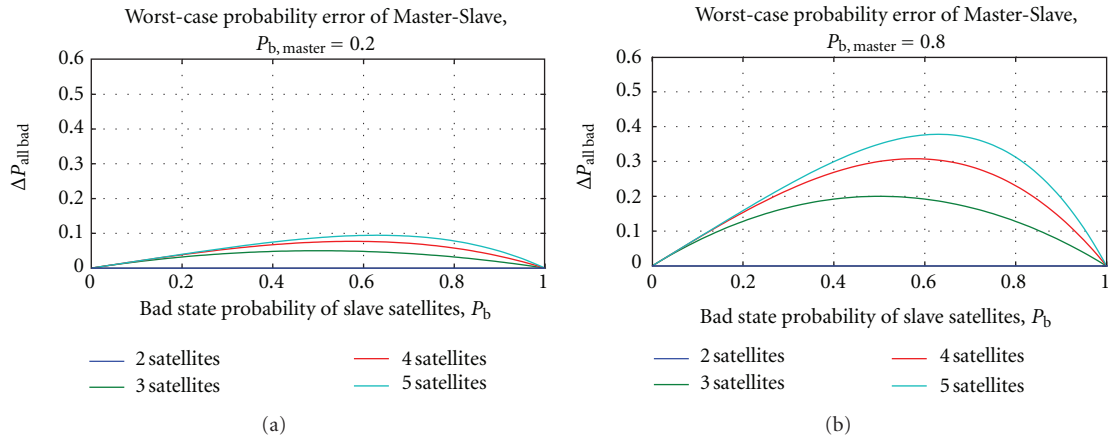 Worst-case probability error of Master-Slave,
P_b, master = 0.2
0.6
0.5
0.4
0.3
0.2
0.1
0
ΔP_all bad
0 0.2 0.4 0.6 0.8 1
Bad state probability of slave satellites, P_b
2 satellites
3 satellites
4 satellites
5 satellites
(a)
Worst-case probability error of Master-Slave,
P_b, master = 0.8
0.6
0.5
0.4
0.3
0.2
0.1
0
ΔP_all bad
0 0.2 0.4 0.6 0.8 1
Bad state probability of slave satellites, P_b
2 satellites
3 satellites
4 satellites
5 satellites
(b)